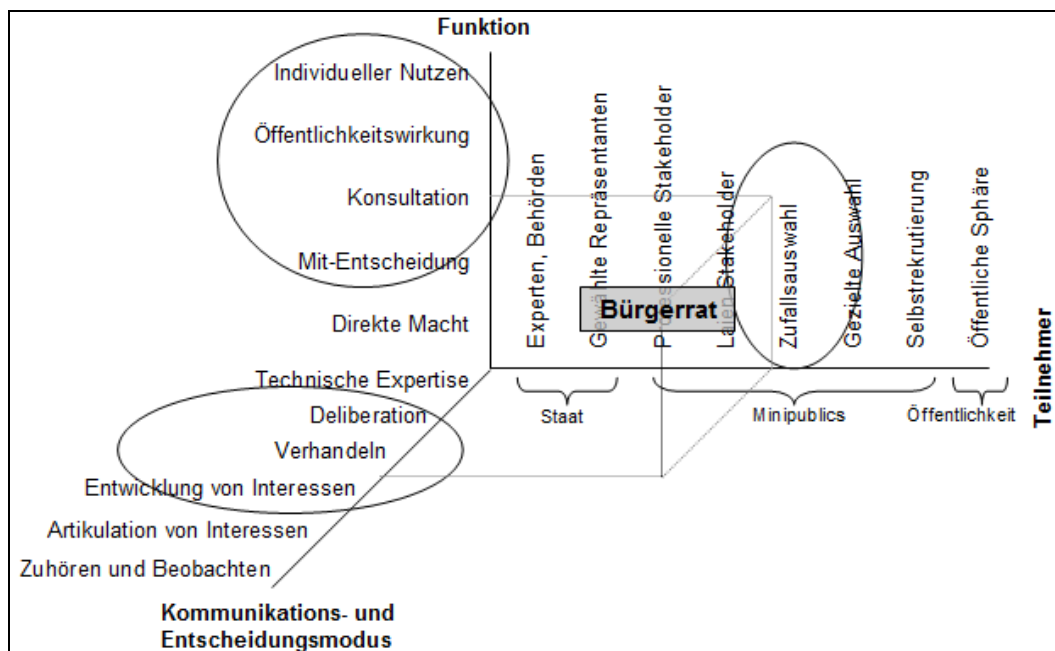 Funktion
Individueller Nutzen
Öffentlichkeitswirkung
Konsultation
Mit-Entscheidung
Direkte Macht
Experten, Behörden
Gewählte Repräsentanten
Professionelle Stakeholder
Laien Stakeholder
Zufallsauswahl
Gezielte Auswahl
Selbstrekrutierung
Öffentliche Sphäre
Bürgerrat
Teilnehmer
Staat
Minipublics
Öffentlichkeit
Technische Expertise
Deliberation
Verhandeln
Entwicklung von Interessen
Artikulation von Interessen
Zuhören und Beobachten
Kommunikations- und
Entscheidungsmodus